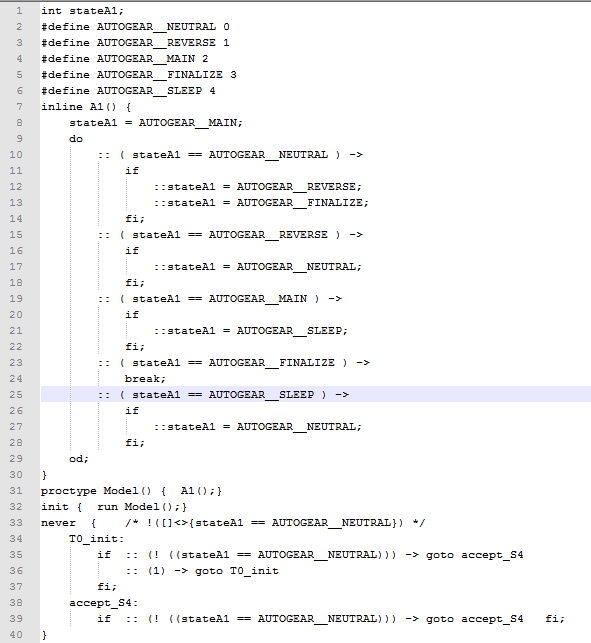 1 int stateA1;
2 #define AUTOGEAR__NEUTRAL 0
3 #define AUTOGEAR__REVERSE 1
4 #define AUTOGEAR__MAIN 2
5 #define AUTOGEAR__FINALIZE 3
6 #define AUTOGEAR__SLEEP 4
7 inline A1() {
8     stateA1 = AUTOGEAR__MAIN;
9     do
10         :: ( stateA1 == AUTOGEAR__NEUTRAL ) ->
11             if
12                 ::stateA1 = AUTOGEAR__REVERSE;
13                 ::stateA1 = AUTOGEAR__FINALIZE;
14             fi;
15         :: ( stateA1 == AUTOGEAR__REVERSE ) ->
16             if
17                 ::stateA1 = AUTOGEAR__NEUTRAL;
18             fi;
19         :: ( stateA1 == AUTOGEAR__MAIN ) ->
20             if
21                 ::stateA1 = AUTOGEAR__SLEEP;
22             fi;
23         :: ( stateA1 == AUTOGEAR__FINALIZE ) ->
24             break;
25         :: ( stateA1 == AUTOGEAR__SLEEP ) ->
26             if
27                 ::stateA1 = AUTOGEAR__NEUTRAL;
28             fi;
29     od;
30 }
31 proctype Model() {  A1();}
32 init {  run Model();}
33 never  {    /* !([]<>{stateA1 == AUTOGEAR__NEUTRAL}) */
34     T0_init:
35         if  :: (! ((stateA1 == AUTOGEAR__NEUTRAL))) -> goto accept_S4
36             :: (1) -> goto T0_init
37         fi;
38     accept_S4:
39         if  :: (! ((stateA1 == AUTOGEAR__NEUTRAL))) -> goto accept_S4   fi;
40 }